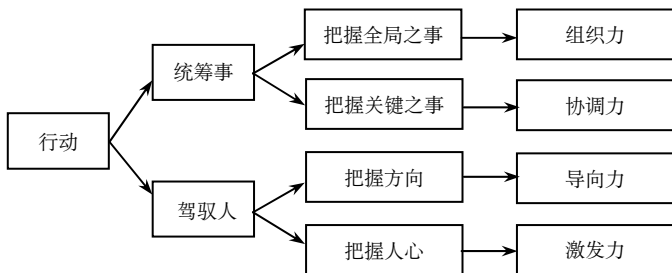 把握全局之事
组织力
统筹事
把握关键之事
协调力
行动
把握方向
导向力
驾驭人
把握人心
激发力